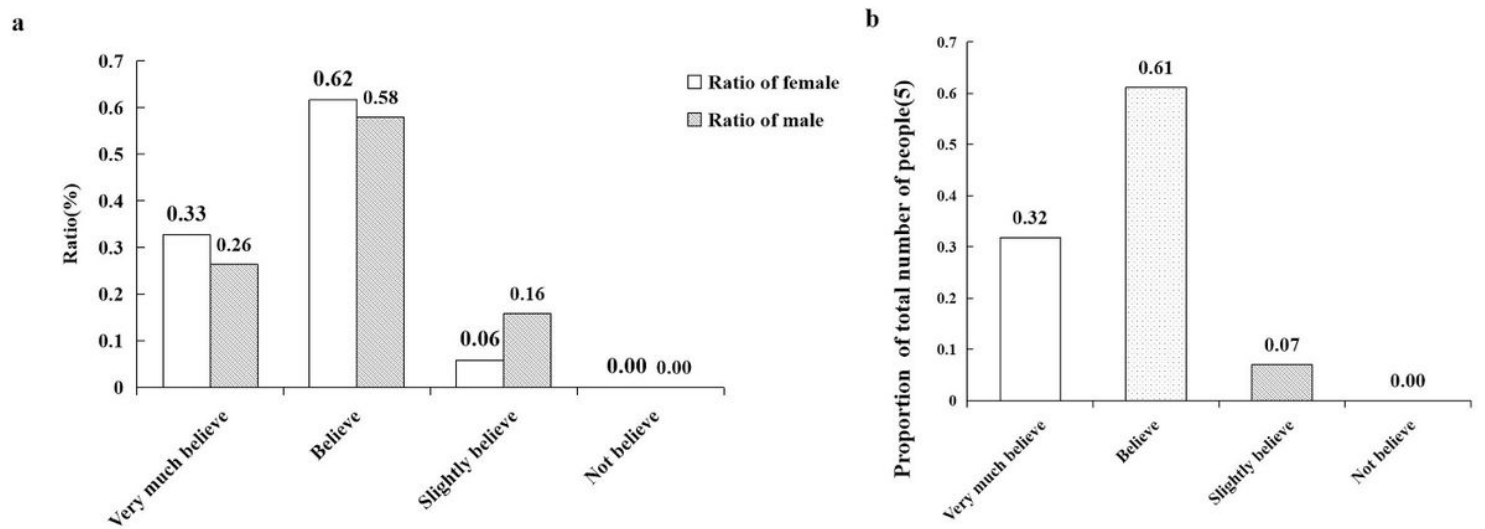 a
Ratio(%)
0.7
0.6
0.5
0.4
0.3
0.2
0.1
0
0.33
0.26
0.62
0.58
0.06
0.16
0.00 0.00
Very much believe
Believe
Slightly believe
Not believe
Ratio of female
Ratio of male
b
Proportion of total number of people(5)
0.7
0.6
0.5
0.4
0.3
0.2
0.1
0
0.32
0.61
0.07
0.00
Very much believe
Believe
Slightly believe
Not believe